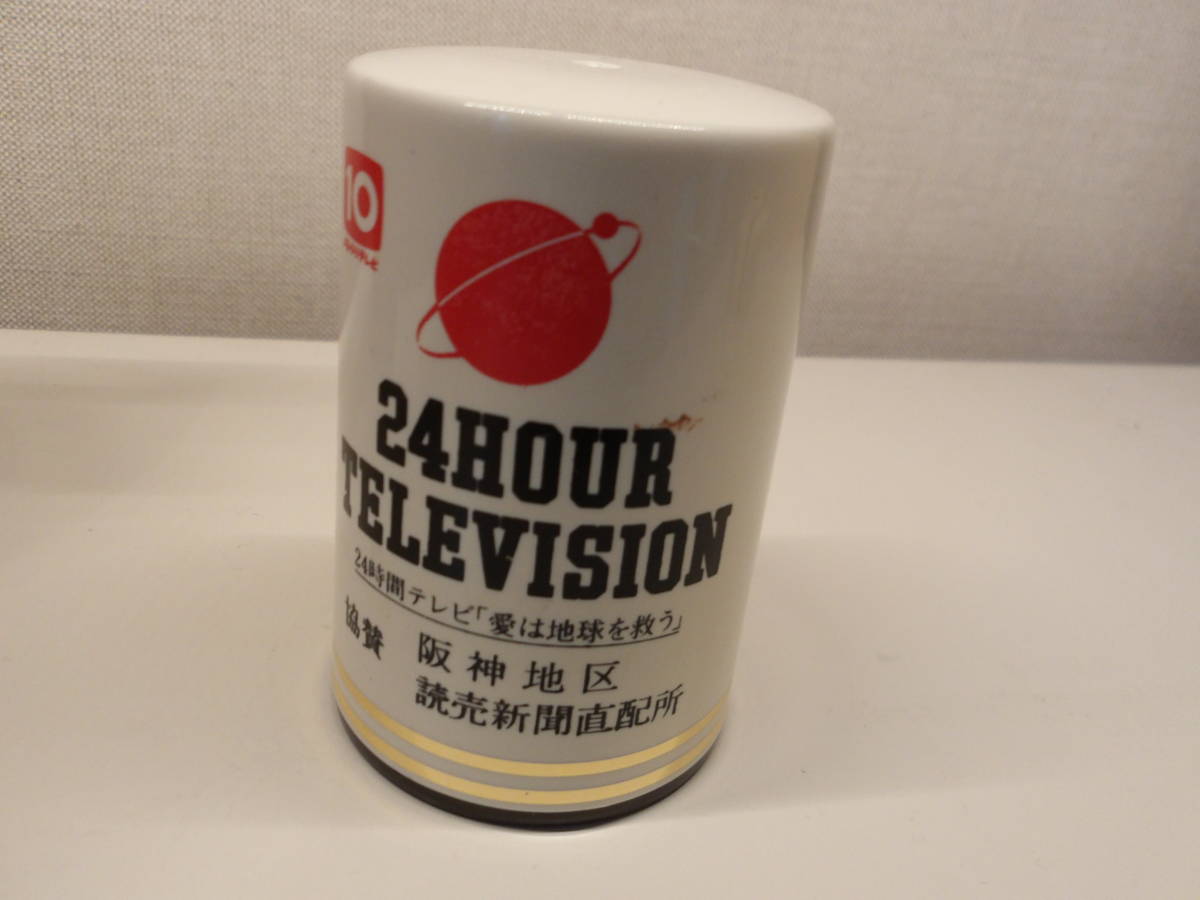 10
24HOUR
TELEVISION
24時間テレビ「愛は地球を救う」
協賛 阪神地区
読売新聞直配所